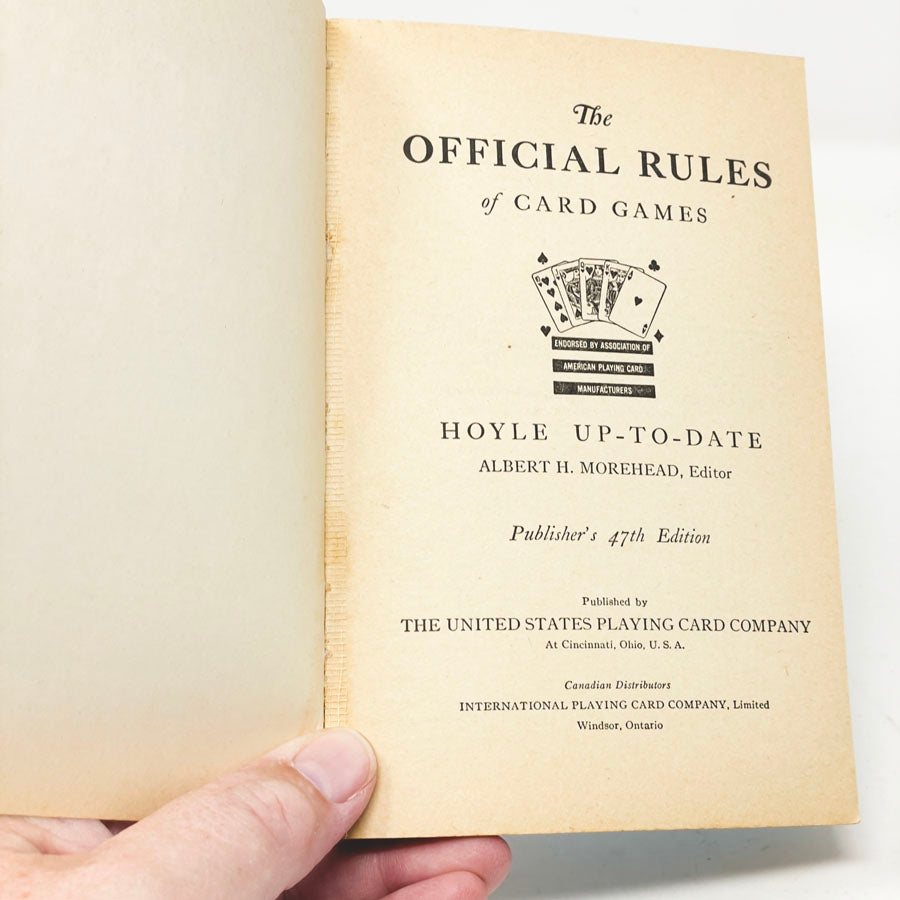 The
OFFICIAL RULES
of CARD GAMES
ENDORSED BY ASSOCIATION OF
AMERICAN PLAYING CARD
MANUFACTURERS
HOYLE UP-TO-DATE
ALBERT H. MOREHEAD, Editor
Publisher's 47th Edition
Published by
THE UNITED STATES PLAYING CARD COMPANY
At Cincinnati, Ohio, U. S. A.
Canadian Distributors
INTERNATIONAL PLAYING CARD COMPANY, Limited
Windsor, Ontario